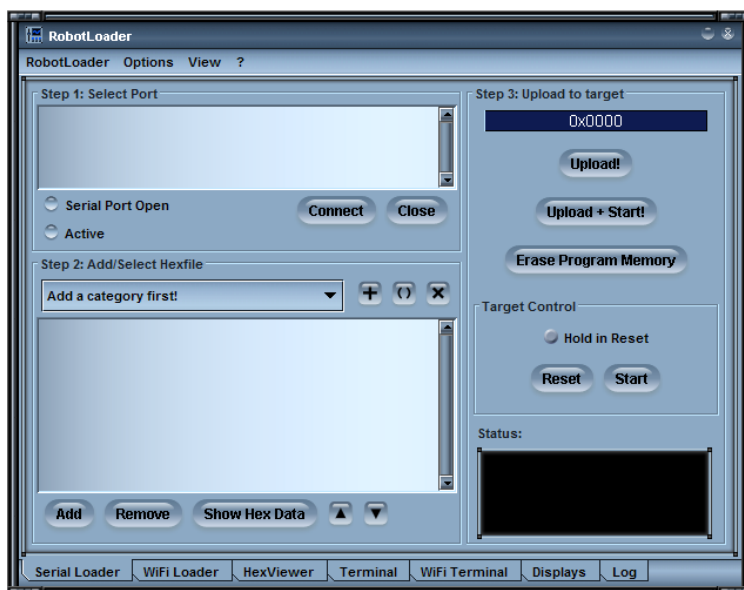 RobotLoader
RobotLoader Options View ?
Step 1: Select Port
Serial Port Open
Active
Connect Close
Step 2: Add/Select Hexfile
Add a category first!
+ () X
Add Remove Show Hex Data
Step 3: Upload to target
0x0000
Upload!
Upload + Start!
Erase Program Memory
Target Control
Hold in Reset
Reset Start
Status:
Serial Loader WiFi Loader HexViewer Terminal WiFi Terminal Displays Log